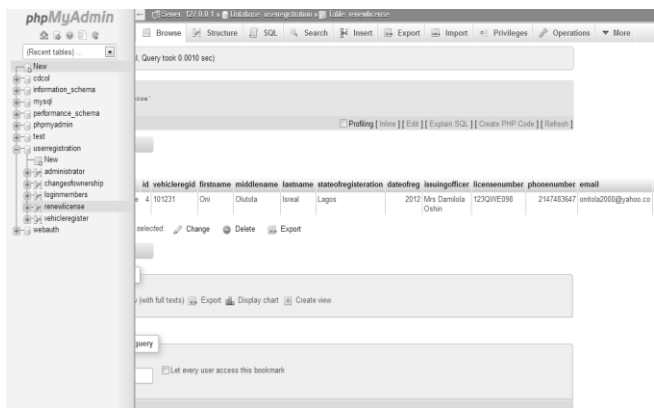 phpMyAdmin
(Recent tables) ...
New
cdcol
information_schema
mysql
performance_schema
phpmyadmin
test
userregistration
New
administrator
changeofownership
loginmembers
renewlicense
vehicleregister
webauth
Server: 127.0.0.1 » Database: userregistration » Table: renewlicense
Browse Structure SQL Search Insert Export Import Privileges Operations More
l, Query took 0.0010 sec)
Profiling [ Inline ] [ Edit ] [ Explain SQL ] [ Create PHP Code ] [ Refresh ]
id vehicleregid firstname middlename lastname stateofregisteration dateofreg issuingofficer licensenumber phonenumber email
e 4 101231 Oni Olutola Isreal Lagos 2012 Mrs Damilola 123QWE098 2147483647 onitola2000@yahoo.co
Oshin
selected: Change Delete Export
(with full texts) Export Display chart Create view
query
Let every user access this bookmark